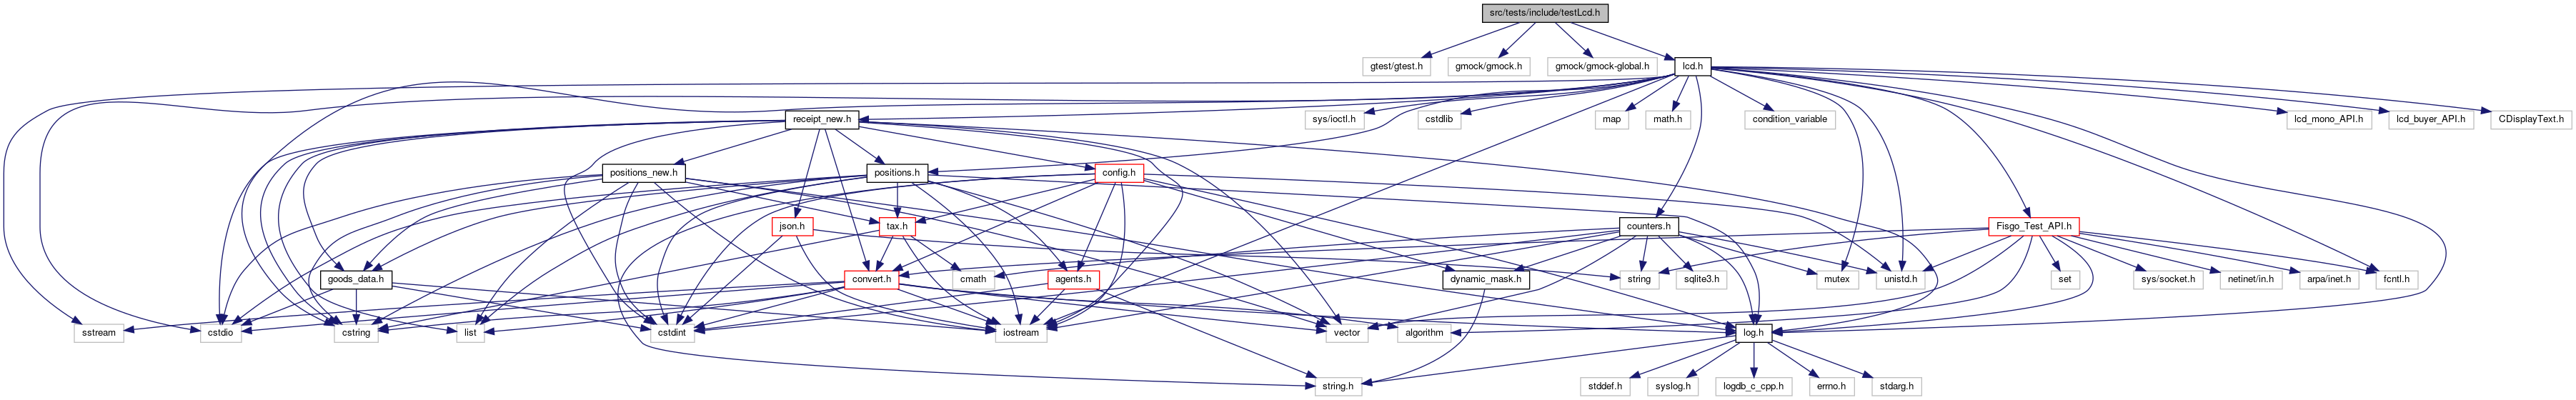 src/tests/include/testLcd.h
gtest/gtest.h
gmock/gmock.h
gmock/gmock-global.h
lcd.h
receipt_new.h
sys/ioctl.h
cstdlib
map
math.h
condition_variable
lcd_mono_API.h
lcd_buyer_API.h
CDisplayText.h
positions_new.h
positions.h
config.h
json.h
tax.h
counters.h
Fisgo_Test_API.h
goods_data.h
convert.h
cmath
agents.h
dynamic_mask.h
string
sqlite3.h
mutex
unistd.h
set
sys/socket.h
netinet/in.h
arpa/inet.h
fcntl.h
sstream
cstdio
cstring
list
cstdint
iostream
vector
algorithm
log.h
string.h
stddef.h
syslog.h
logdb_c_cpp.h
errno.h
stdarg.h